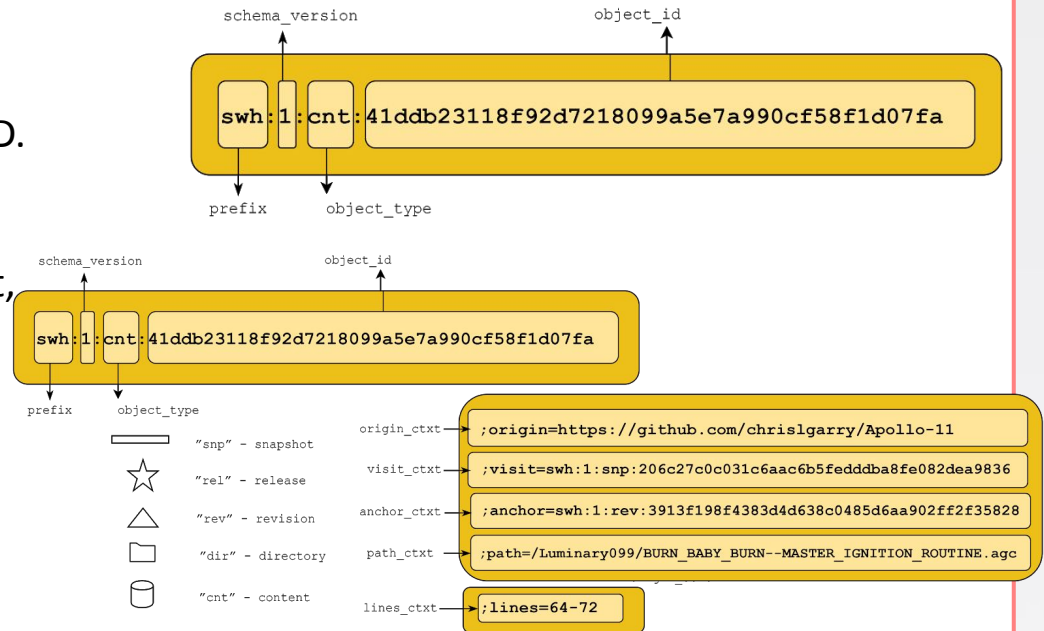 schema_version object_id
D.
swh:1:cnt:41ddb23118f92d7218099a5e7a990cf58f1d07fa
prefix object_type
schema_version object_id
t,
swh:1:cnt:41ddb23118f92d7218099a5e7a990cf58f1d07fa
prefix object_type
"snp" - snapshot
"rel" - release
"rev" - revision
"dir" - directory
"cnt" - content
origin_ctxt ;origin=https://github.com/chrislgarry/Apollo-11
visit_ctxt ;visit=swh:1:snp:206c27c0c031c6aac6b5fedddba8fe082dea9836
anchor_ctxt ;anchor=swh:1:rev:3913f198f4383d4d638c0485d6aa902ff2f35828
path_ctxt ;path=/Luminary099/BURN_BABY_BURN--MASTER_IGNITION_ROUTINE.agc
lines_ctxt ;lines=64-72